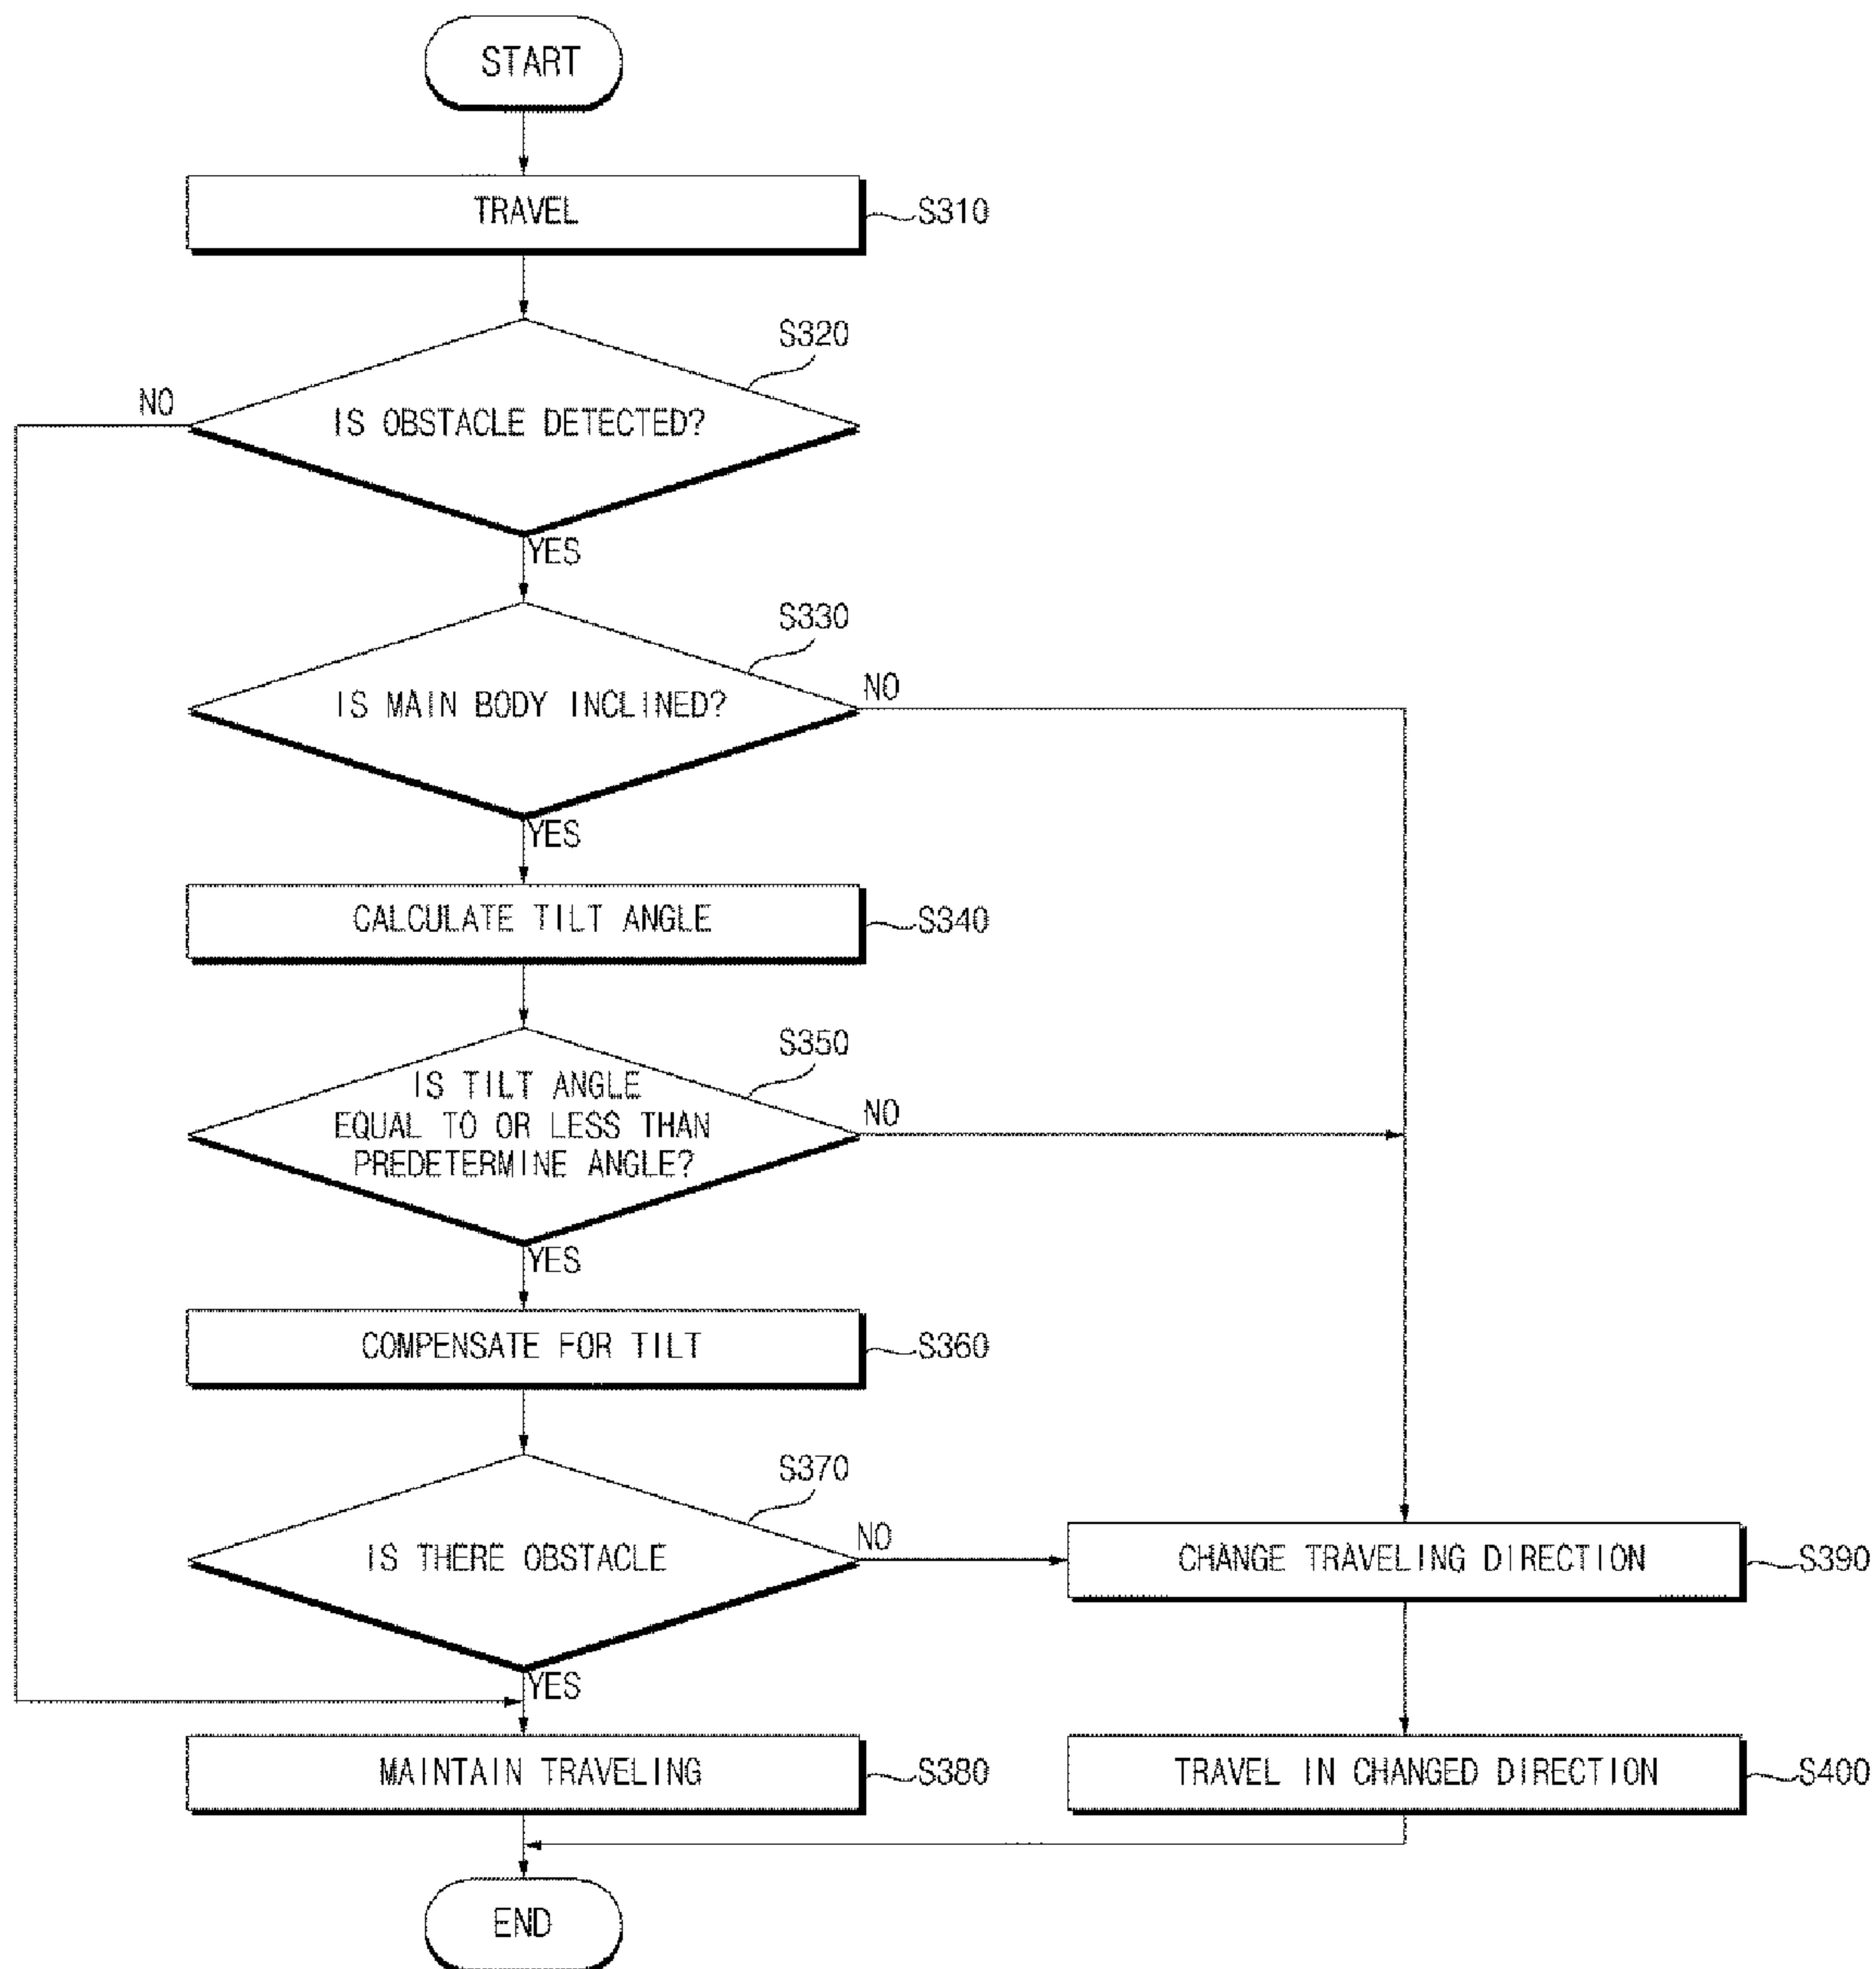 START
TRAVEL
S310
S320
NO
IS OBSTACLE DETECTED?
YES
S330
IS MAIN BODY INCLINED?
NO
YES
CALCULATE TILT ANGLE
S340
S350
IS TILT ANGLE
EQUAL TO OR LESS THAN
PREDETERMINE ANGLE?
NO
YES
COMPENSATE FOR TILT
S360
S370
IS THERE OBSTACLE
NO
CHANGE TRAVELING DIRECTION
S390
YES
MAINTAIN TRAVELING
S380
TRAVEL IN CHANGED DIRECTION
S400
END